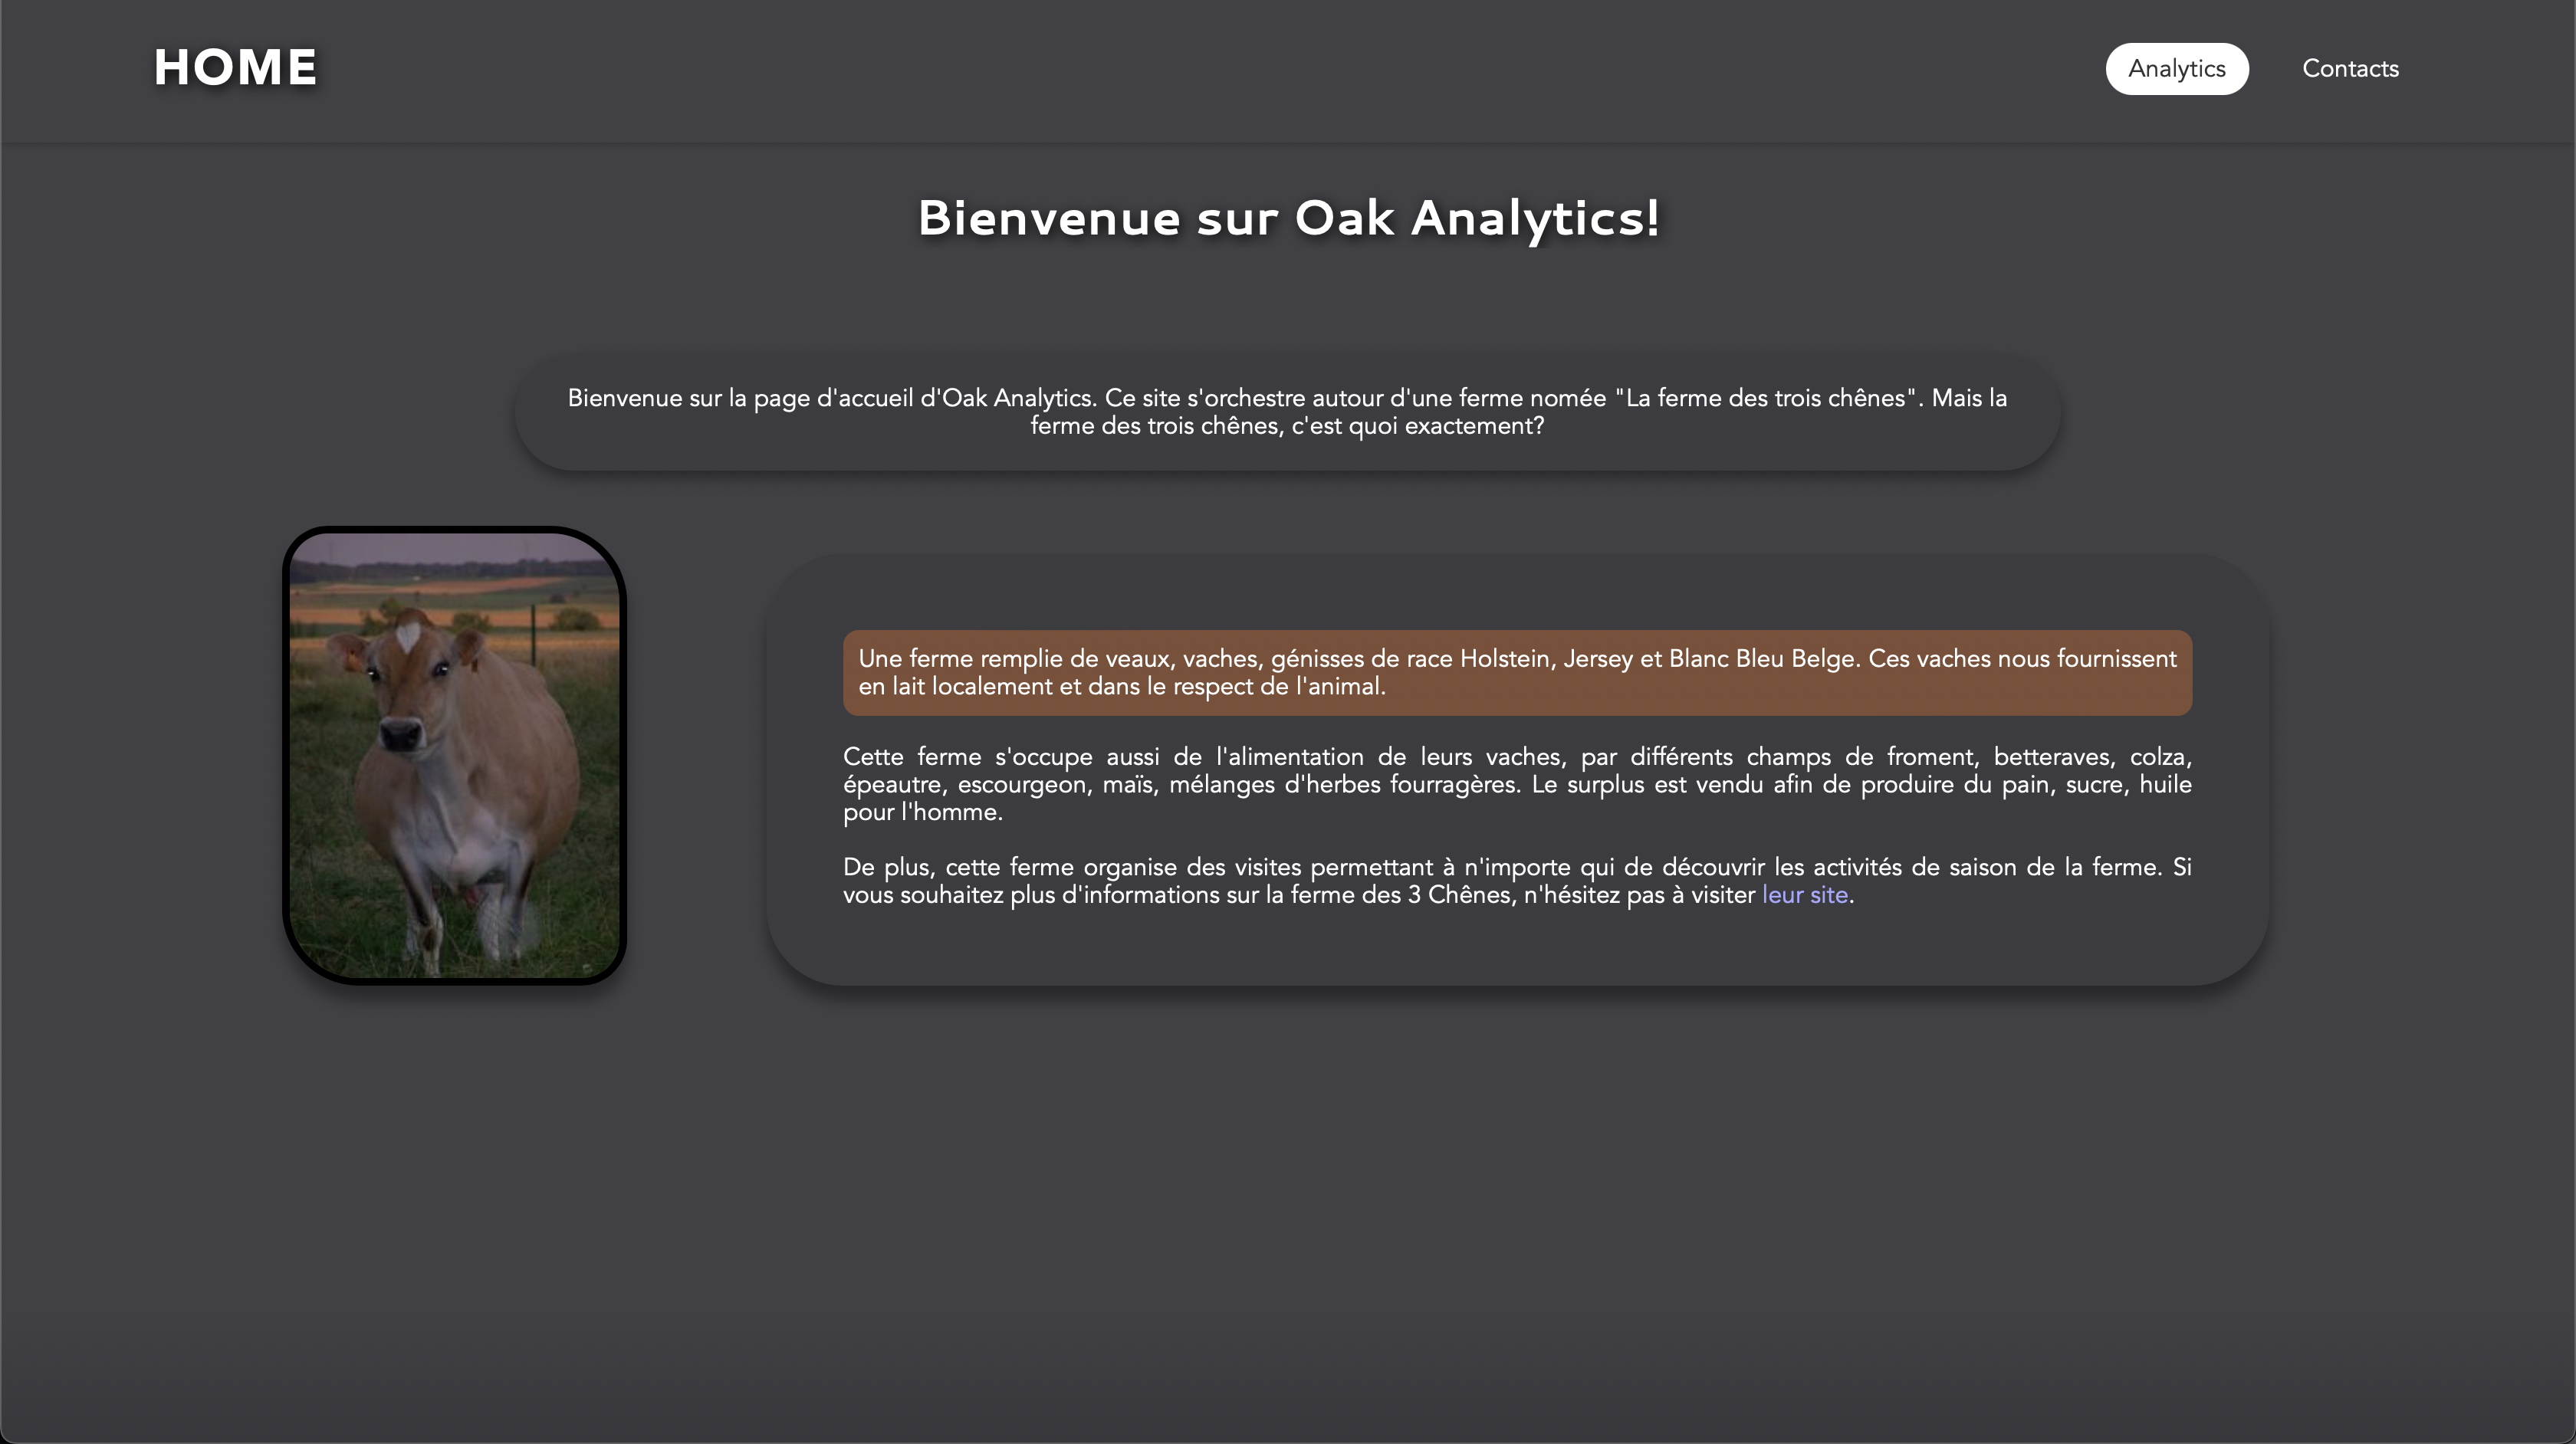 HOME
Analytics
Contacts
Bienvenue sur Oak Analytics!
Bienvenue sur la page d'accueil d'Oak Analytics. Ce site s'orchestre autour d'une ferme nomée "La ferme des trois chênes". Mais la
ferme des trois chênes, c'est quoi exactement?
Une ferme remplie de veaux, vaches, génisses de race Holstein, Jersey et Blanc Bleu Belge. Ces vaches nous fournissent
en lait localement et dans le respect de l'animal.
Cette ferme s'occupe aussi de l'alimentation de leurs vaches, par différents champs de froment, betteraves, colza,
épeautre, escourgeon, maïs, mélanges d'herbes fourragères. Le surplus est vendu afin de produire du pain, sucre, huile
pour l'homme.
De plus, cette ferme organise des visites permettant à n'importe qui de découvrir les activités de saison de la ferme. Si
vous souhaitez plus d'informations sur la ferme des 3 Chênes, n'hésitez pas à visiter leur site.